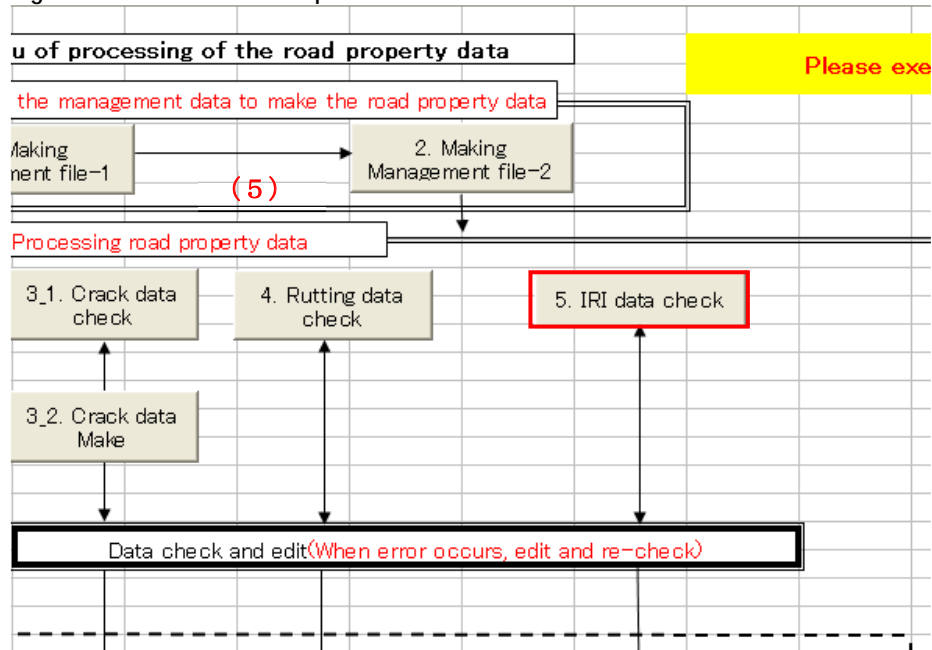 u of processing of the road property data
Please exe
the management data to make the road property data
Making
ment file-1
2. Making
Management file-2
(5)
Processing road property data
3_1. Crack data
check
4. Rutting data
check
5. IRI data check
3_2. Crack data
Make
Data check and edit(When error occurs, edit and re-check)